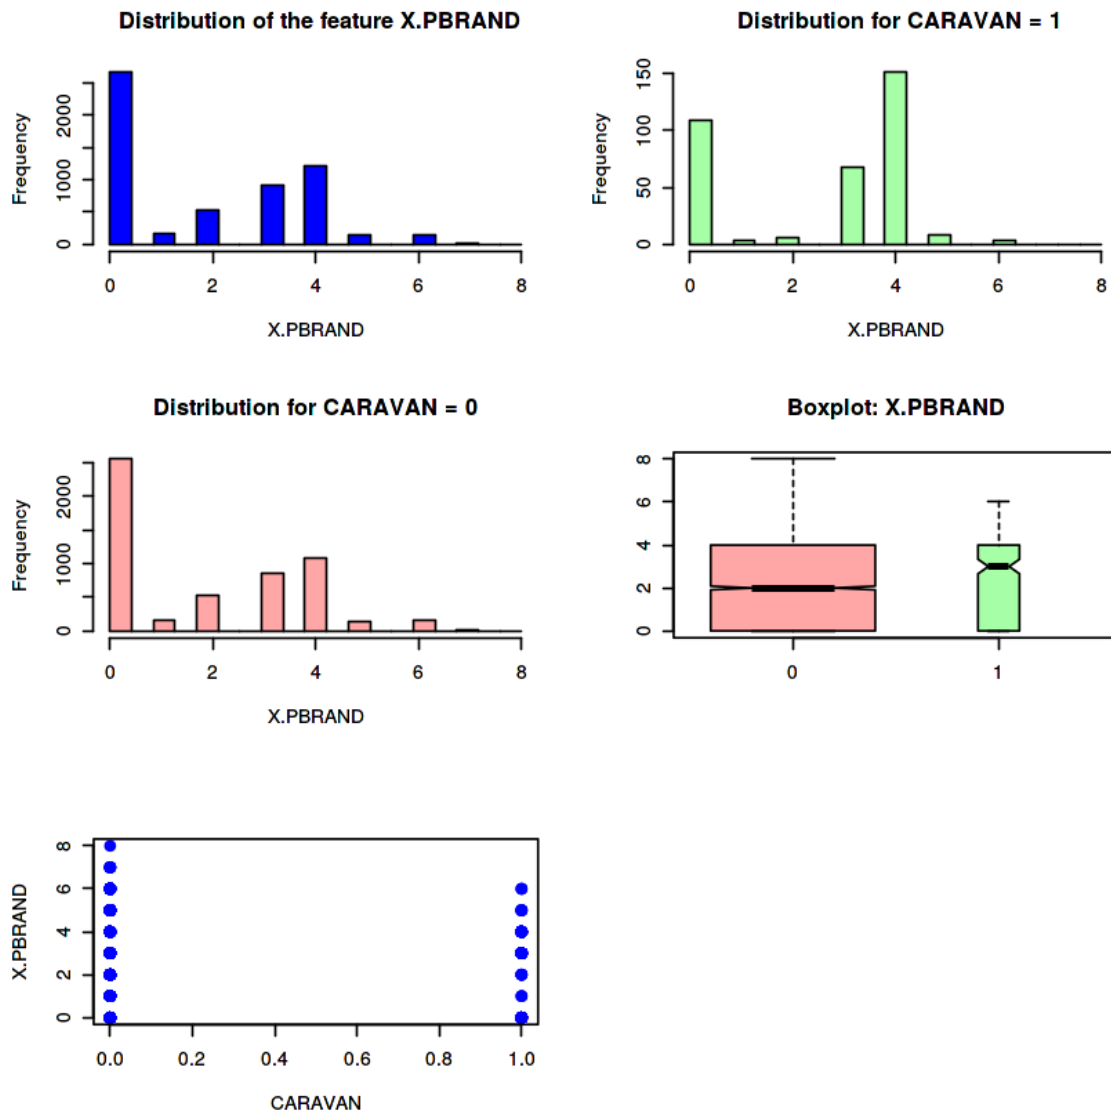 Distribution of the feature X.PBRAND
Frequency
0
1000
2000
0 2 4 6 8
X.PBRAND
Distribution for CARAVAN = 1
Frequency
0
50
100
150
0 2 4 6 8
X.PBRAND
Distribution for CARAVAN = 0
Frequency
0
1000
2000
0 2 4 6 8
X.PBRAND
Boxplot: X.PBRAND
8
6
4
2
0
0 1
X.PBRAND
8
6
4
2
0
0.0 0.2 0.4 0.6 0.8 1.0
CARAVAN